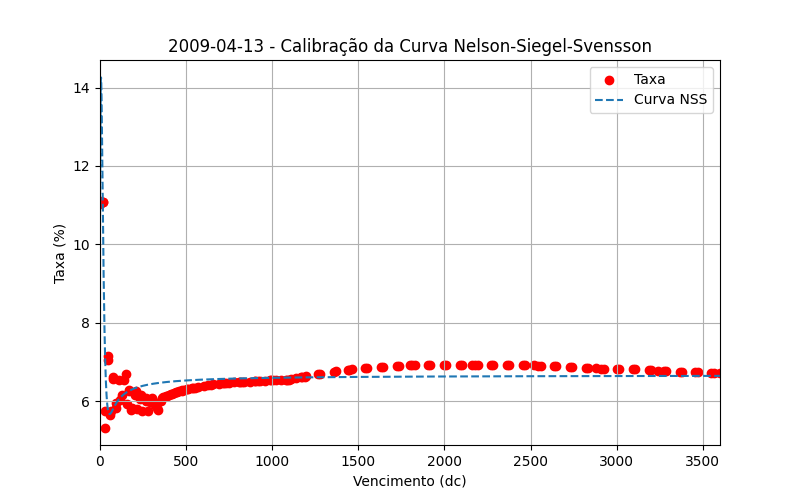 2009-04-13 - Calibração da Curva Nelson-Siegel-Svensson
Taxa
Curva NSS
14
12
10
8
6
Taxa (%)
0 500 1000 1500 2000 2500 3000 3500
Vencimento (dc)